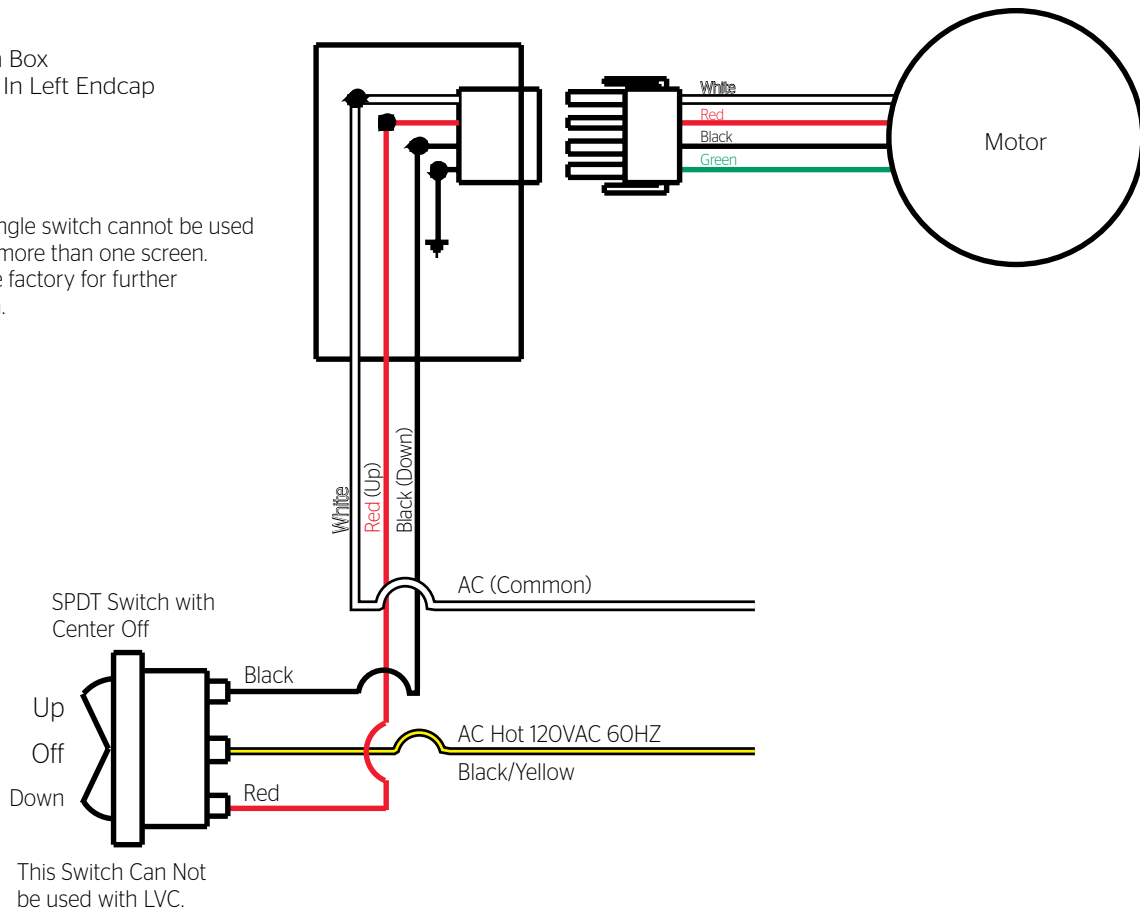 Box
In Left Endcap
switch cannot be used
more than one screen.
factory for further
White
Red
Black
Green
Motor
White
Red (Up)
Black (Down)
AC (Common)
SPDT Switch with
Center Off
Black
Up
Off
Down
AC Hot 120VAC 60HZ
Black/Yellow
Red
This Switch Can Not
be used with LVC.